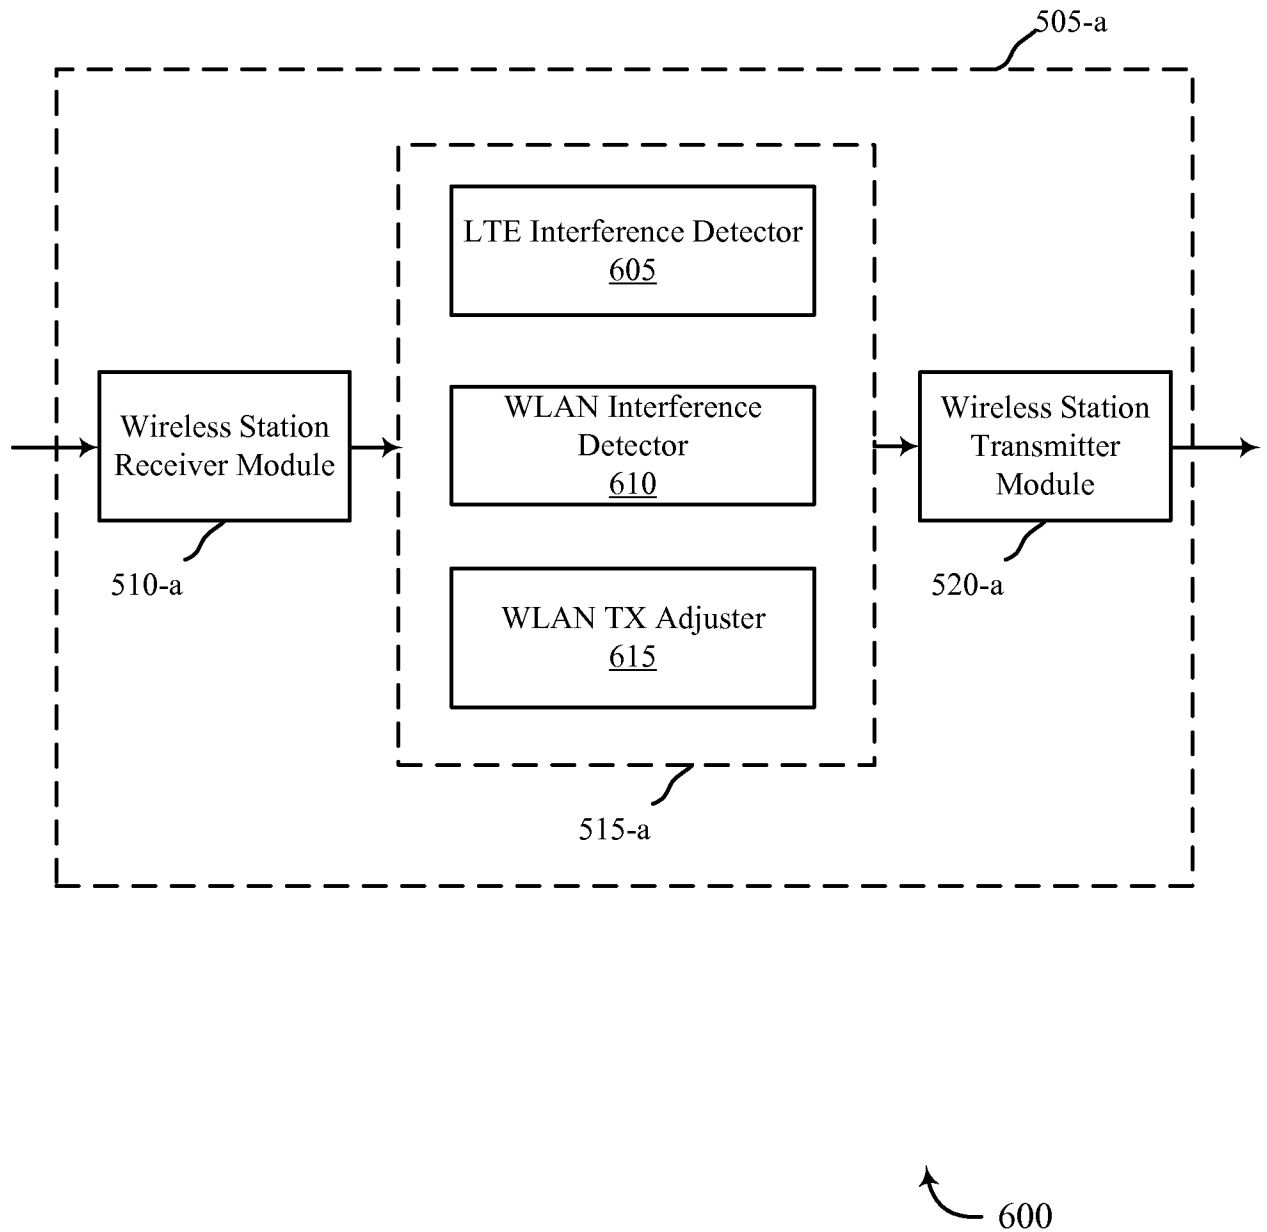 505-a
LTE Interference Detector
605
Wireless Station
Receiver Module
510-a
WLAN Interference
Detector
610
Wireless Station
Transmitter
Module
520-a
WLAN TX Adjuster
615
515-a
600